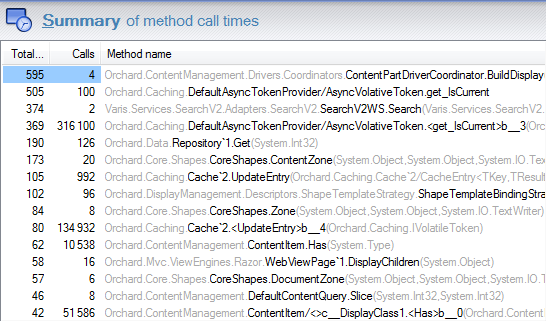 Summary of method call times
Total... Calls Method name
595 4 Orchard.ContentManagement.Drivers.Coordinators.ContentPartDriverCoordinator.BuildDisplay
505 100 Orchard.Caching.DefaultAsyncTokenProvider/AsyncVolativeToken.get_IsCurrent
374 2 Varis.Services.SearchV2.Adapters.SearchV2.SearchV2WS.Search(Varis.Services.SearchV2.
369 316 100 Orchard.Caching.DefaultAsyncTokenProvider/AsyncVolativeToken.<get_IsCurrent>b__3(Orc
190 126 Orchard.Data.Repository`1.Get(System.Int32)
173 20 Orchard.Core.Shapes.CoreShapes.ContentZone(System.Object,System.Object,System.IO.Tex
105 992 Orchard.Caching.Cache`2.UpdateEntry(Orchard.Caching.Cache`2/CacheEntry<TKey,TResult
102 96 Orchard.DisplayManagement.Descriptors.ShapeTemplateStrategy.ShapeTemplateBindingStra
84 8 Orchard.Core.Shapes.CoreShapes.Zone(System.Object,System.Object,System.IO.TextWriter)
80 134 932 Orchard.Caching.Cache`2.<UpdateEntry>b__4(Orchard.Caching.IVolatileToken)
62 10 538 Orchard.ContentManagement.ContentItem.Has(System.Type)
58 16 Orchard.Mvc.ViewEngines.Razor.WebViewPage`1.DisplayChildren(System.Object)
57 6 Orchard.Core.Shapes.CoreShapes.DocumentZone(System.Object,System.Object,System.IO.T
46 8 Orchard.ContentManagement.DefaultContentQuery.Slice(System.Int32,System.Int32)
42 51 586 Orchard.ContentManagement.ContentItem/<>c__DisplayClass1.<Has>b__0(Orchard.Content